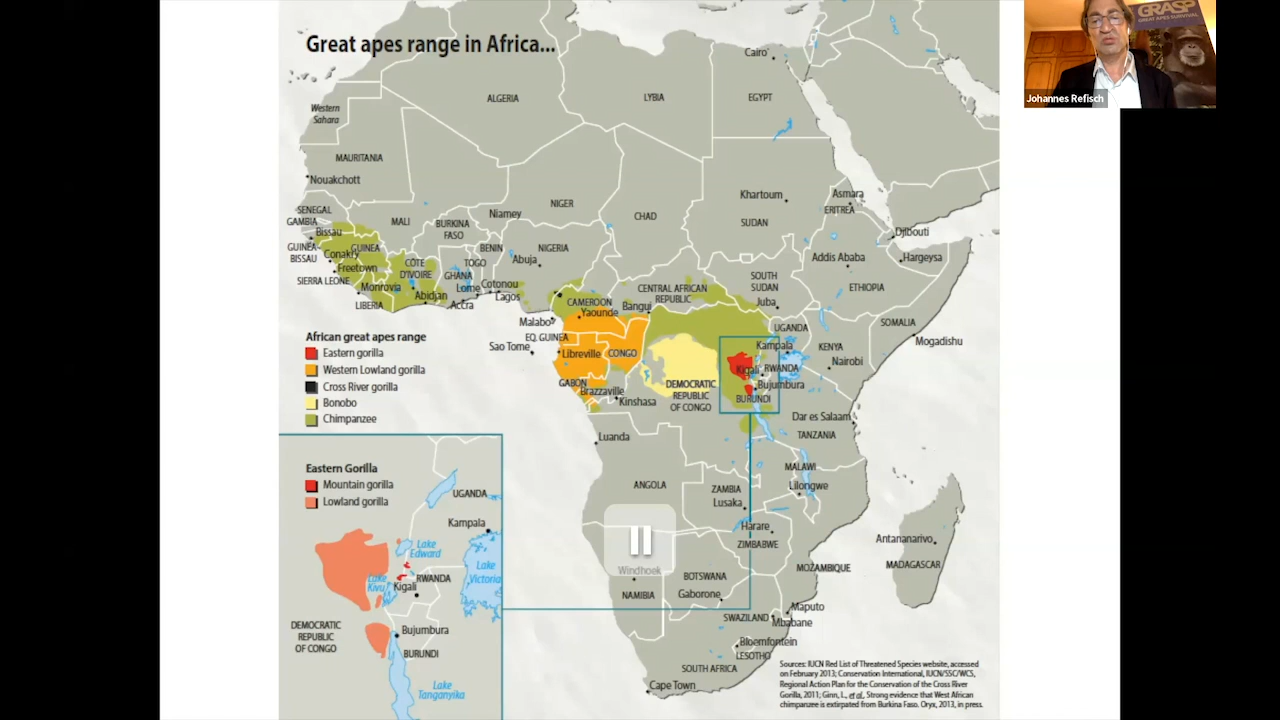 Great apes range in Africa...
GRASP
GREAT APES SURVIVAL
Johannes Refisch
Cairo
Western
Sahara
ALGERIA
LYBIA
EGYPT
MAURITANIA
Nouakchott
MALI
NIGER
CHAD
Khartoum
SUDAN
Asmara
ERITREA
SENEGAL
GAMBIA
Bissau
GUINEA
BISSAU
GUINEA
Conakry
Freetown
SIERRA LEONE
Monrovia
LIBERIA
BURKINA
FASO
Niamey
CÔTE
D'IVOIRE
Abidjan
GHANA
Accra
TOGO
Lome
BENIN
Cotonou
Lagos
NIGERIA
Abuja
Djibouti
Hargeysa
Addis Ababa
ETHIOPIA
SOUTH
SUDAN
Juba
CENTRAL AFRICAN
REPUBLIC
Bangui
CAMEROON
Yaounde
Malabo
EQ. GUINEA
Sao Tome
Libreville
GABON
CONGO
Brazzaville
Kinshasa
DEMOCRATIC
REPUBLIC
OF CONGO
UGANDA
Kampala
Kigali
RWANDA
Bujumbura
BURUNDI
KENYA
Nairobi
SOMALIA
Mogadishu
Dar es Salaam
TANZANIA
Luanda
ANGOLA
ZAMBIA
Lusaka
MALAWI
Lilongwe
Harare
ZIMBABWE
MOZAMBIQUE
Antananarivo
MADAGASCAR
Windhoek
NAMIBIA
BOTSWANA
Gaborone
Maputo
SWAZILAND
Mbabane
Bloemfontein
LESOTHO
SOUTH AFRICA
Cape Town
African great apes range
Eastern gorilla
Western Lowland gorilla
Cross River gorilla
Bonobo
Chimpanzee
Eastern Gorilla
Mountain gorilla
Lowland gorilla
UGANDA
Kampala
Lake
Edward
Lake
Victoria
Lake
Kivu
RWANDA
Kigali
DEMOCRATIC
REPUBLIC
OF CONGO
Bujumbura
BURUNDI
Lake
Tanganyika
Sources: IUCN Red List of Threatened Species website, accessed
on February 2013; Conservation International, IUCN/SSC/WCS,
Regional Action Plan for the Conservation of the Cross River
Gorilla, 2011; Ginn, L., et al., Strong evidence that West African
chimpanzee is extirpated from Burkina Faso. Oryx, 2013, in press.